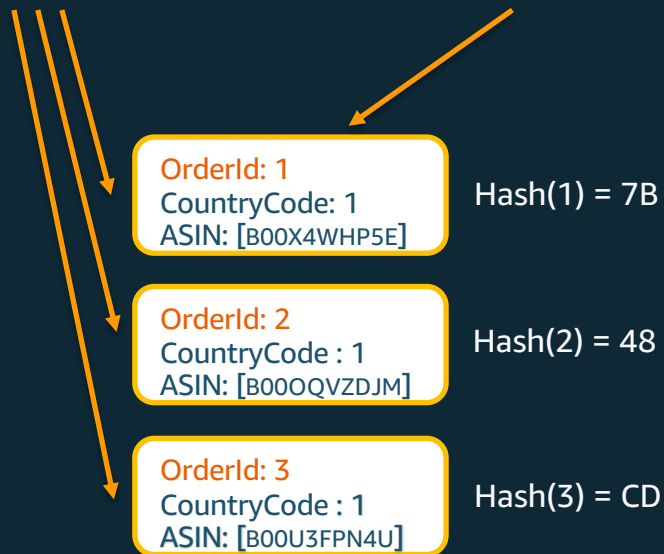 OrderId: 1
CountryCode: 1
ASIN: [B00X4WHP5E]
Hash(1) = 7B
OrderId: 2
CountryCode : 1
ASIN: [B00OQVZDJM]
Hash(2) = 48
OrderId: 3
CountryCode : 1
ASIN: [B00U3FPN4U]
Hash(3) = CD